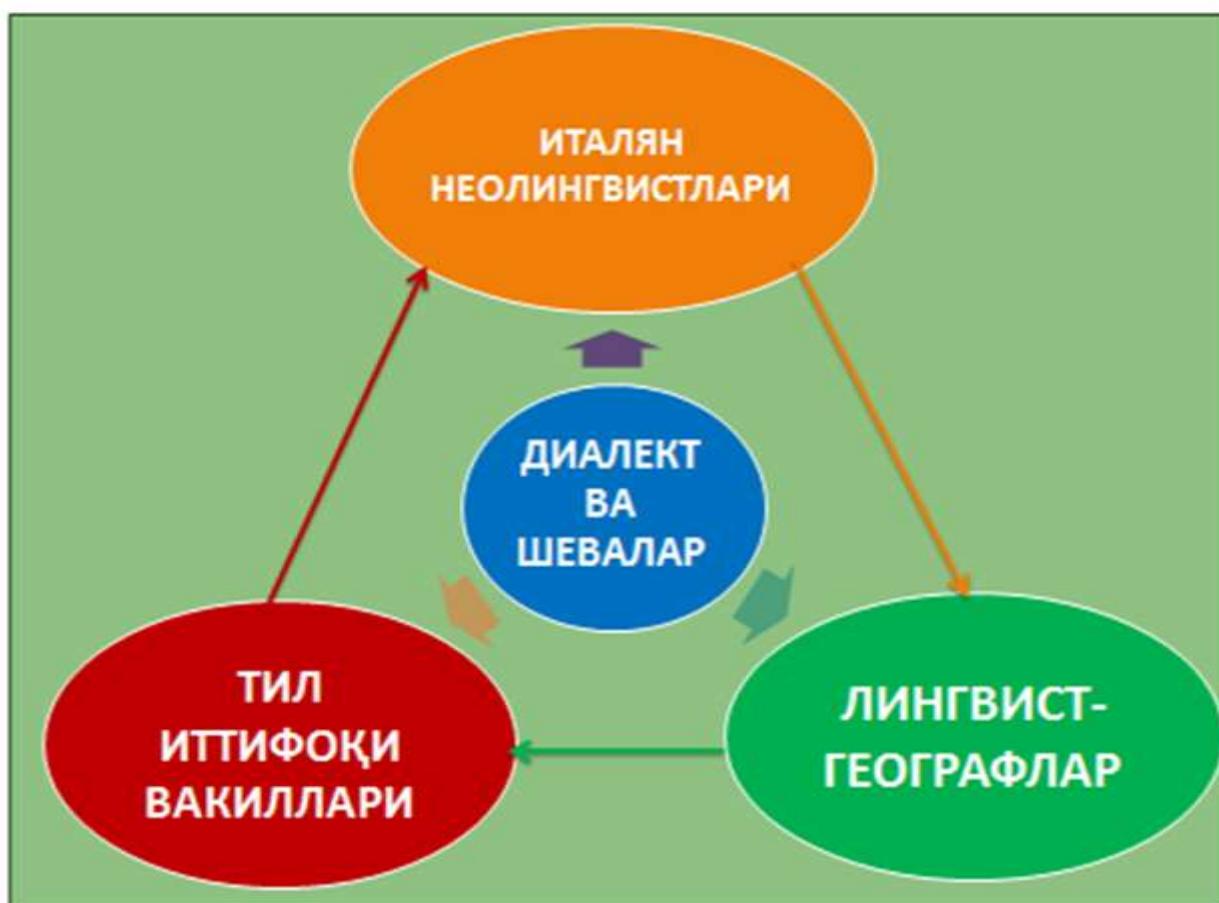 ИТАЛЯН
НЕОЛИНГВИСТЛАРИ
ДИАЛЕКТ
ВА
ШЕВАЛАР
ТИЛ
ИТТИФОҚИ
ВАКИЛЛАРИ
ЛИНГВИСТ-
ГЕОГРАФЛАР